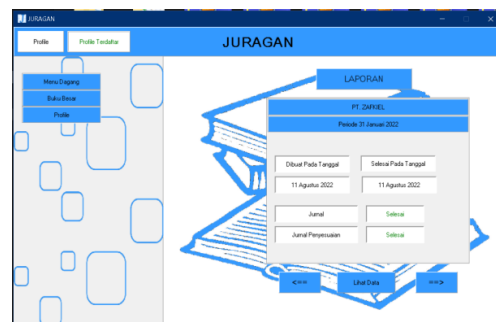 JURAGAN
Profile
Profile Terdaftar
JURAGAN
Menu Dagang
Buku Besar
Profile
LAPORAN
PT. ZAFKIEL
Periode 31 Januari 2022
Dibuat Pada Tanggal
Selesai Pada Tanggal
11 Agustus 2022
11 Agustus 2022
Jurnal
Selesai
Jurnal Penyesuaian
Selesai
<==
Lihat Data
==>